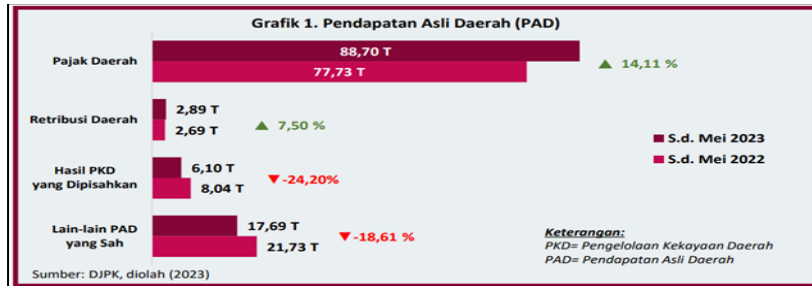 Grafik 1. Pendapatan Asli Daerah (PAD)
Pajak Daerah
88,70 T
77,73 T
14,11 %
Retribusi Daerah
2,89 T
2,69 T
7,50 %
Hasil PKD
yang Dipisahkan
6,10 T
8,04 T
-24,20%
Lain-lain PAD
yang Sah
17,69 T
21,73 T
-18,61 %
S.d. Mei 2023
S.d. Mei 2022
Keterangan:
PKD= Pengelolaan Kekayaan Daerah
PAD= Pendapatan Asli Daerah
Sumber: DJPK, diolah (2023)